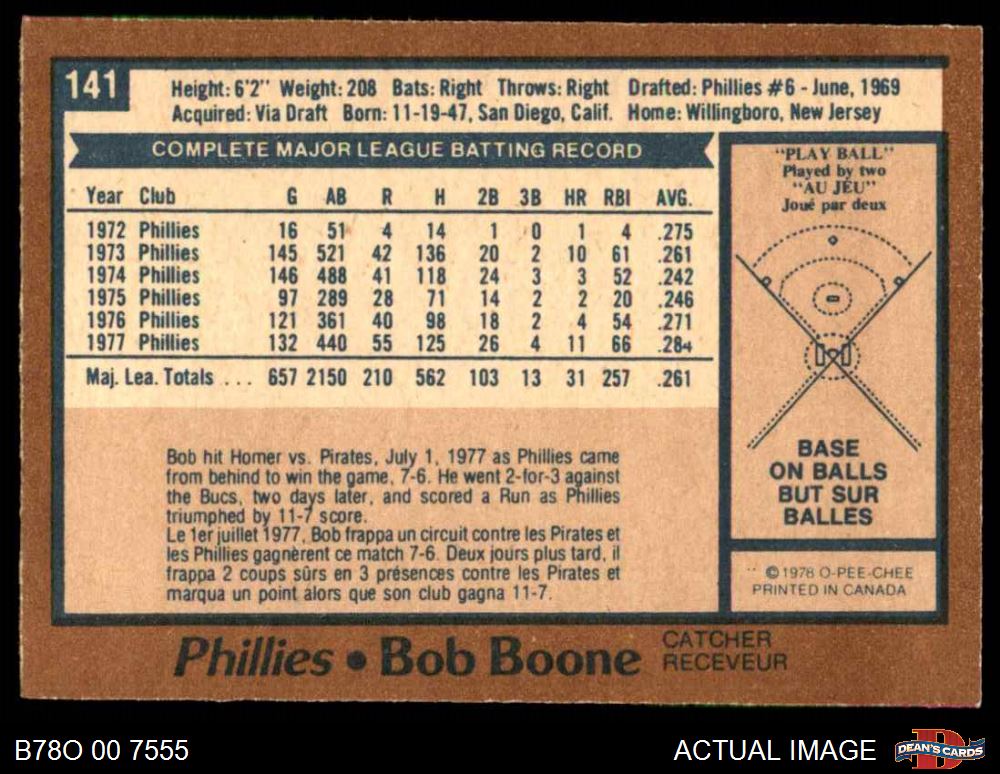 141
Height: 6'2" Weight: 208 Bats: Right Throws: Right Drafted: Phillies #6 - June, 1969
Acquired: Via Draft Born: 11-19-47, San Diego, Calif. Home: Willingboro, New Jersey
COMPLETE MAJOR LEAGUE BATTING RECORD
Year Club G AB R H 2B 3B HR RBI AVG.
1972 Phillies 16 51 4 14 1 0 1 4 .275
1973 Phillies 145 521 42 136 20 2 10 61 .261
1974 Phillies 146 488 41 118 24 3 3 52 .242
1975 Phillies 97 289 28 71 14 2 2 20 .246
1976 Phillies 121 361 40 98 18 2 4 54 .271
1977 Phillies 132 440 55 125 26 4 11 66 .284
Maj. Lea. Totals ... 657 2150 210 562 103 13 31 257 .261
Bob hit Homer vs. Pirates, July 1, 1977 as Phillies came
from behind to win the game, 7-6. He went 2-for-3 against
the Bucs, two days later, and scored a Run as Phillies
triumphed by 11-7 score.
Le 1er juillet 1977, Bob frappa un circuit contre les Pirates et
les Phillies gagnèrent ce match 7-6. Deux jours plus tard, il
frappa 2 coups sûrs en 3 présences contre les Pirates et
marqua un point alors que son club gagna 11-7.
"PLAY BALL"
Played by two
"AU JEU"
Joué par deux
BASE
ON BALLS
BUT SUR
BALLES
©1978 O-PEE-CHEE
PRINTED IN CANADA
Phillies • Bob Boone
CATCHER
RECEVEUR
B78O 00 7555
ACTUAL IMAGE
DEAN'S CARDS